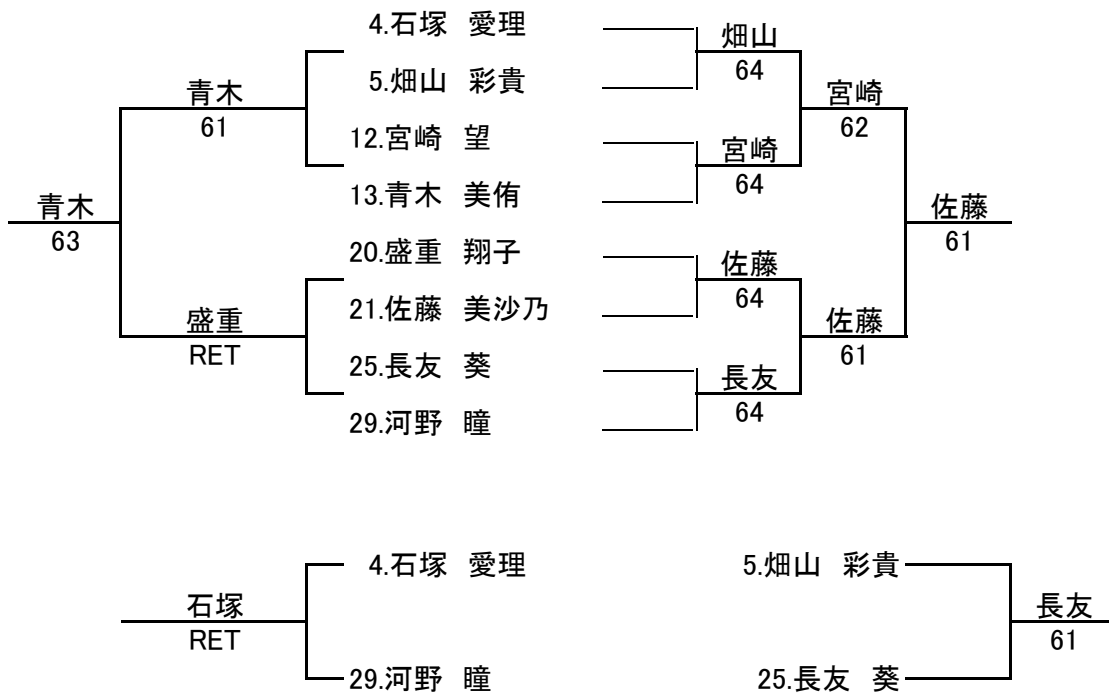 4.石塚 愛理
畑山
64
青木
61
5.畑山 彩貴
宮崎
62
12.宮崎 望
宮崎
64
13.青木 美侑
青木
63
佐藤
61
20.盛重 翔子
佐藤
64
盛重
RET
21.佐藤 美沙乃
佐藤
61
25.長友 葵
長友
64
29.河野 瞳
4.石塚 愛理
5.畑山 彩貴
石塚
RET
長友
61
29.河野 瞳
25.長友 葵